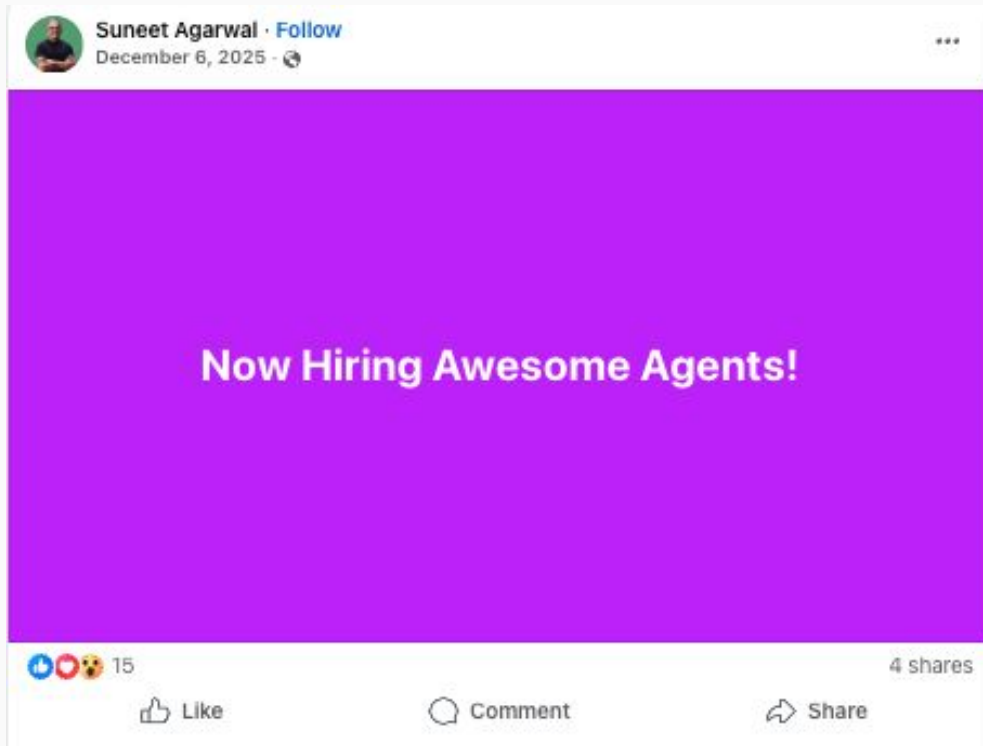 Suneet Agarwal · Follow
December 6, 2025 ·
Now Hiring Awesome Agents!
15
4 shares
Like
Comment
Share